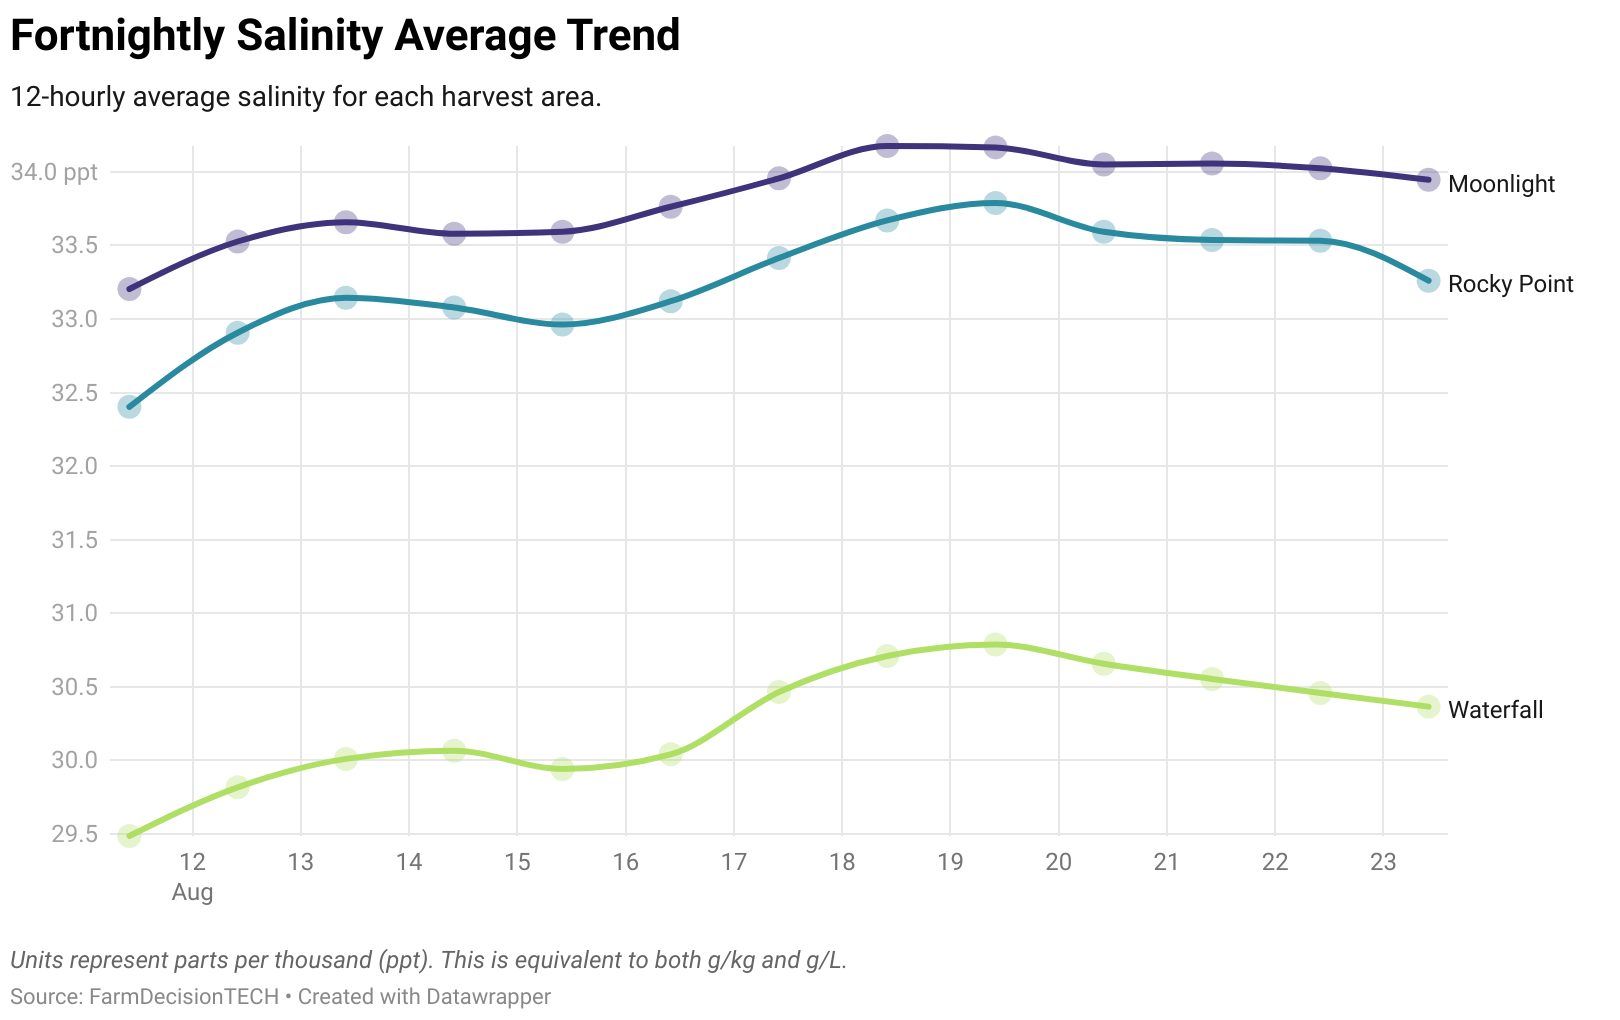 Fortnightly Salinity Average Trend
12-hourly average salinity for each harvest area.
34.0 ppt
Moonlight
33.5
Rocky Point
33.0
32.5
32.0
31.5
31.0
30.5
Waterfall
30.0
29.5
12 13 14 15 16 17 18 19 20 21 22 23
Aug
Units represent parts per thousand (ppt). This is equivalent to both g/kg and g/L.
Source: FarmDecisionTECH • Created with Datawrapper